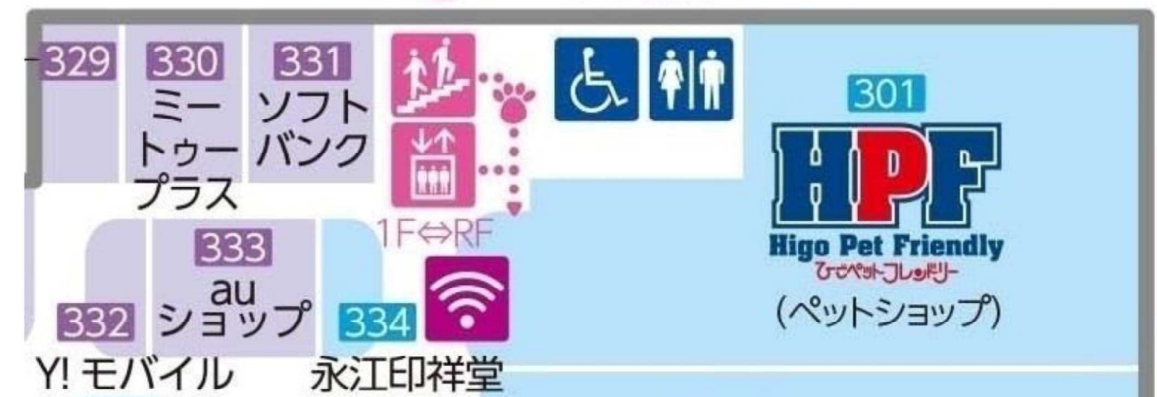 329
330
ミー
トゥー
プラス
331
ソフト
バンク
1F⇔RF
301
HPF
Higo Pet Friendly
ひごペットフレンドリー
(ペットショップ)
332
Y! モバイル
333
au
ショップ
334
永江印祥堂